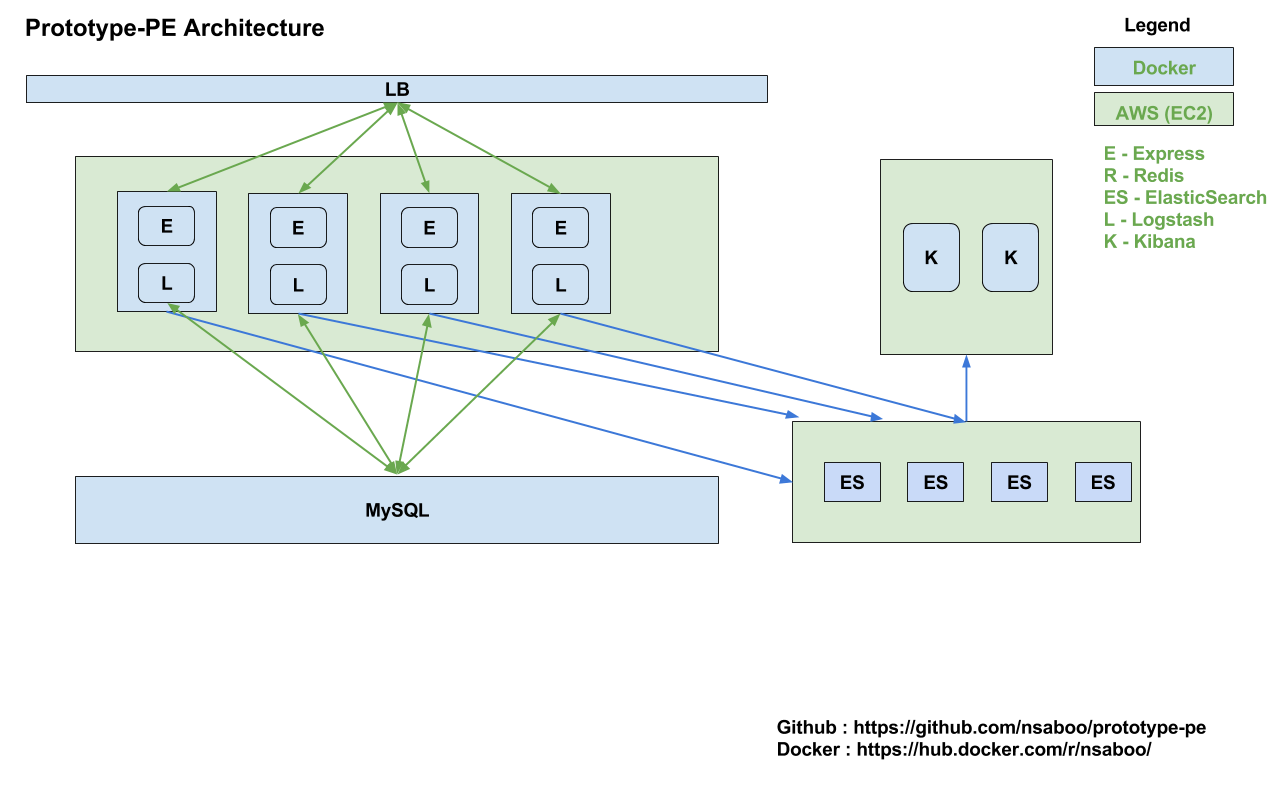 Prototype-PE Architecture
Legend
Docker
AWS (EC2)
E - Express
R - Redis
ES - ElasticSearch
L - Logstash
K - Kibana
LB
E
E
E
E
L
L
L
L
K
K
MySQL
ES
ES
ES
ES
Github : https://github.com/nsaboo/prototype-pe
Docker : https://hub.docker.com/r/nsaboo/